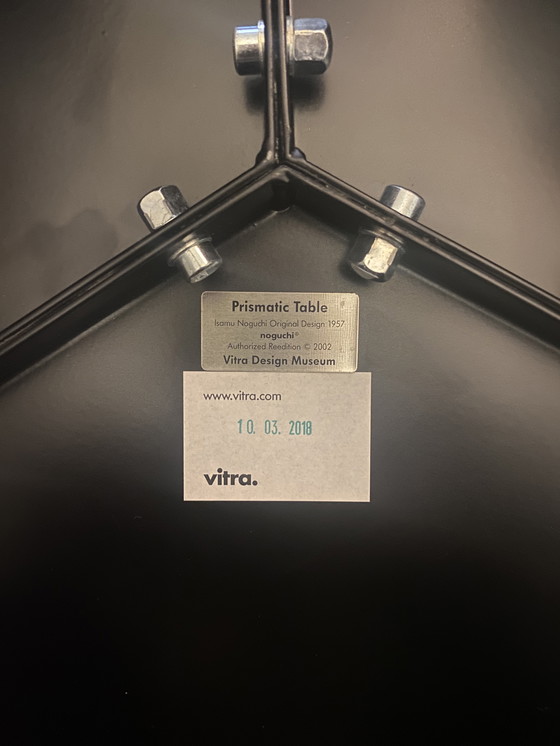 Prismatic Table
Isamu Noguchi Original Design 1957
noguchi®
Authorized Reedition © 2002
Vitra Design Museum
www.vitra.com
10. 03. 2018
vitra.